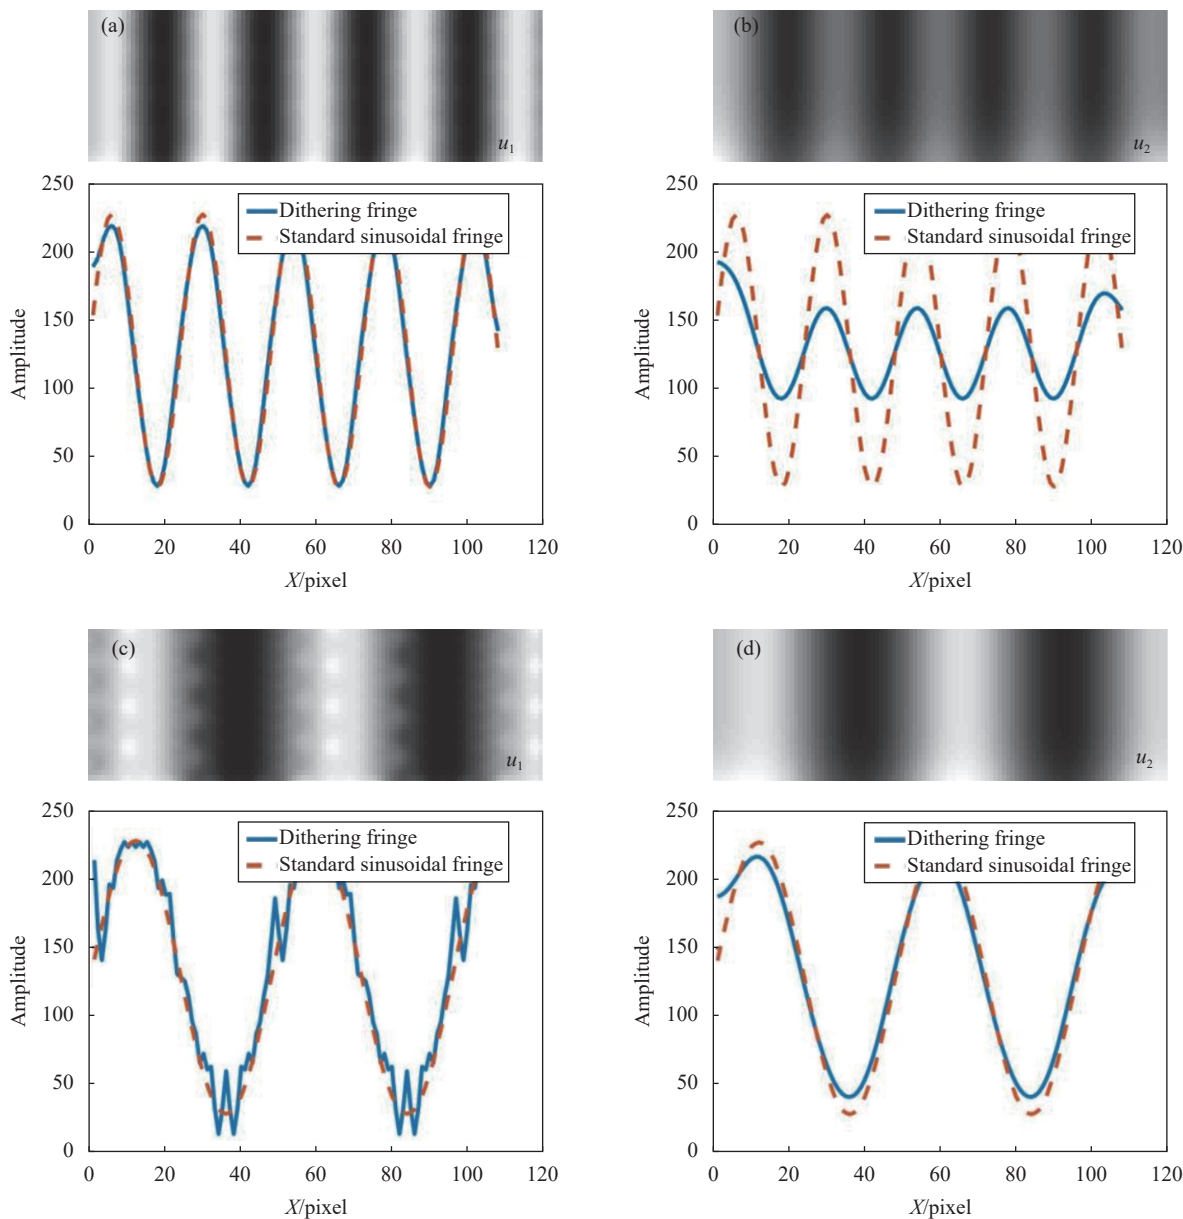 (a)
u1
250
200
150
100
50
0
Amplitude
Dithering fringe
Standard sinusoidal fringe
0 20 40 60 80 100 120
X/pixel
(b)
u2
250
200
150
100
50
0
Amplitude
Dithering fringe
Standard sinusoidal fringe
0 20 40 60 80 100 120
X/pixel
(c)
u1
250
200
150
100
50
0
Amplitude
Dithering fringe
Standard sinusoidal fringe
0 20 40 60 80 100 120
X/pixel
(d)
u2
250
200
150
100
50
0
Amplitude
Dithering fringe
Standard sinusoidal fringe
0 20 40 60 80 100 120
X/pixel